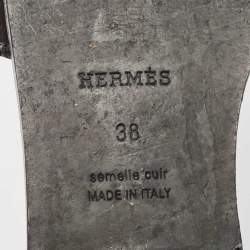 HERMÈS
38
semelle cuir
MADE IN ITALY